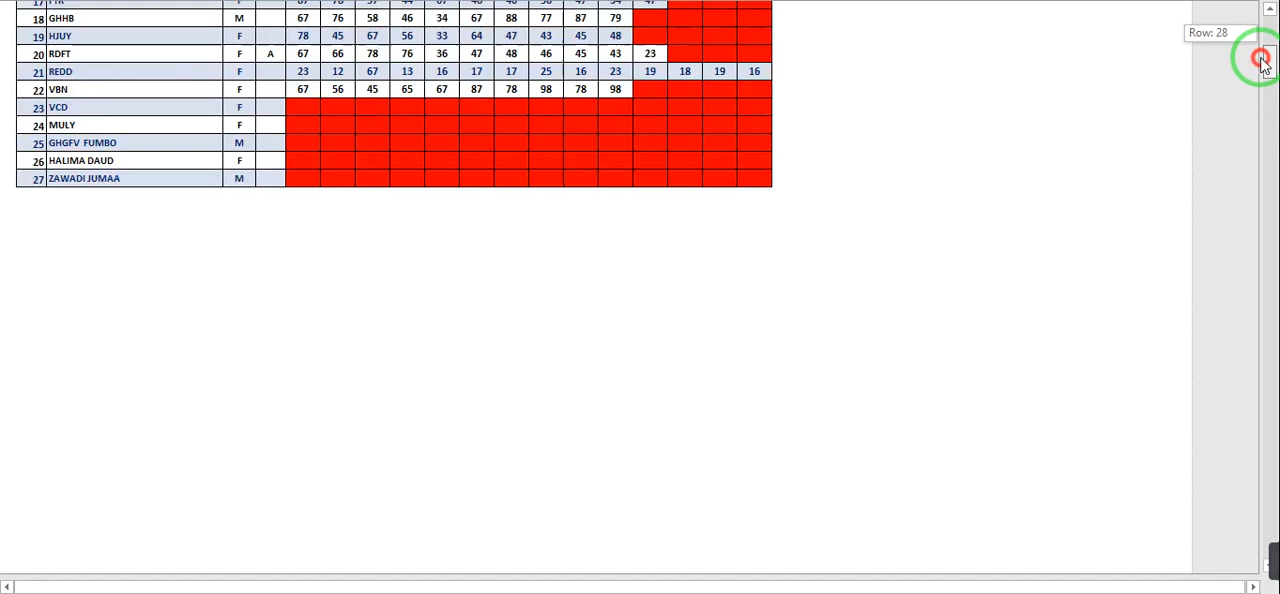 18 GHHB M 67 76 58 46 34 67 88 77 87 79
19 HJUY F 78 45 67 56 33 64 47 43 45 48
20 RDFT F A 67 66 78 76 36 47 48 46 45 43 23
21 REDD F 23 12 67 13 16 17 17 25 16 23 19 18 19 16
22 VBN F 67 56 45 65 67 87 78 98 78 98
23 VCD F
24 MULY F
25 GHGFV FUMBO M
26 HALIMA DAUD F
27 ZAWADI JUMAA M
Row: 28